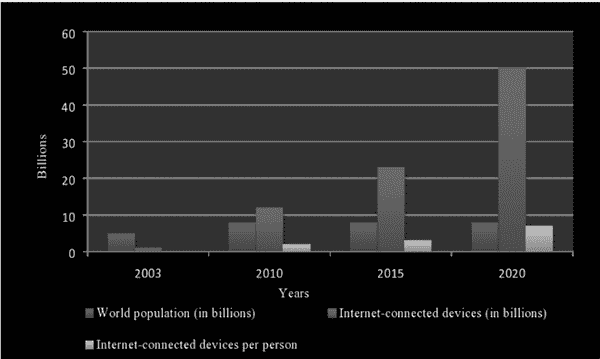 60
50
40
30
20
10
0
Billions
2003 2010 2015 2020
Years
World population (in billions) Internet-connected devices (in billions)
Internet-connected devices per person